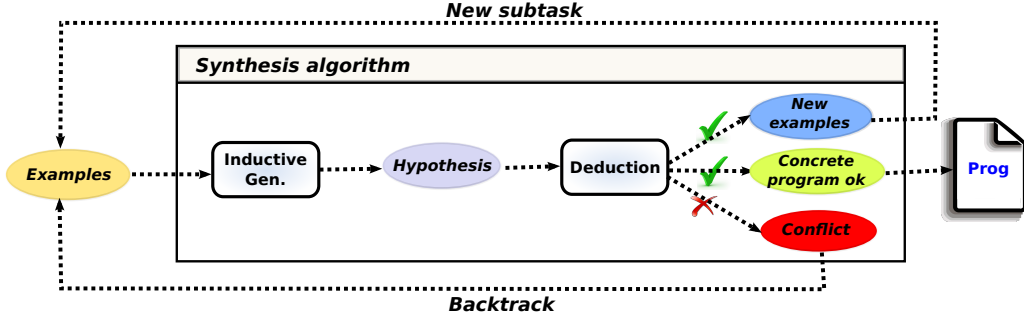 New subtask
Synthesis algorithm
Examples
Inductive
Gen.
Hypothesis
Deduction
New
examples
Concrete
program ok
Conflict
Prog
Backtrack